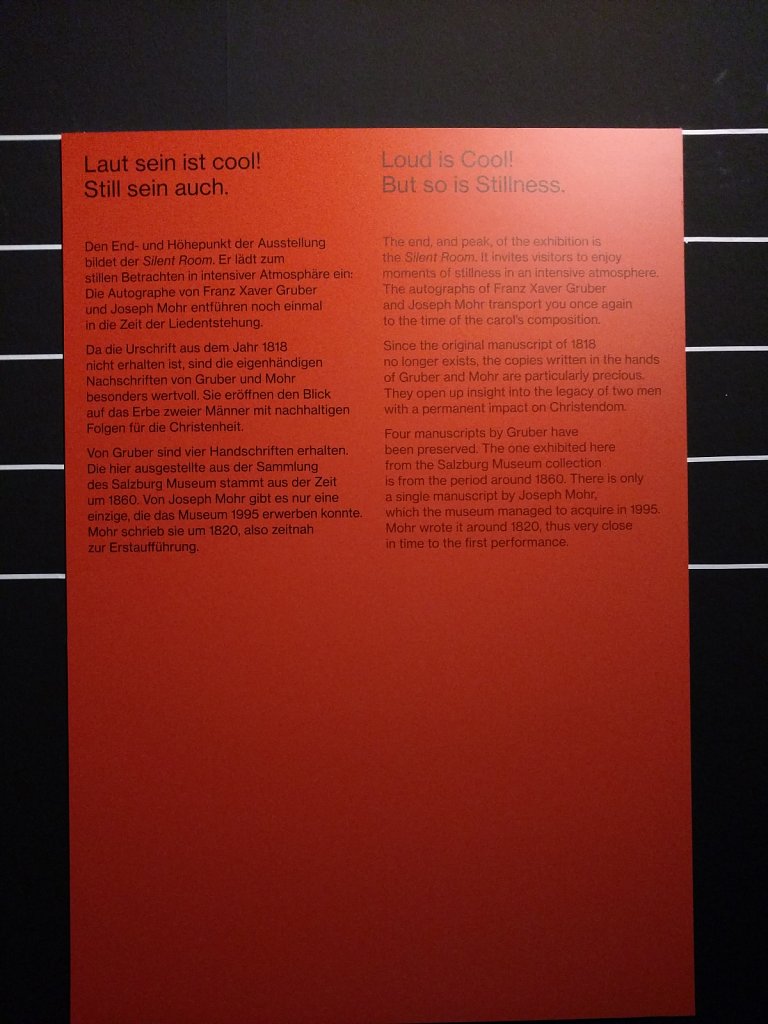 Laut sein ist cool!
Still sein auch.
Den End- und Höhepunkt der Ausstellung
bildet der Silent Room. Er lädt zum
stillen Betrachten in intensiver Atmosphäre ein:
Die Autographe von Franz Xaver Gruber
und Joseph Mohr entführen noch einmal
in die Zeit der Liedentstehung.
Da die Urschrift aus dem Jahr 1818
nicht erhalten ist, sind die eigenhändigen
Nachschriften von Gruber und Mohr
besonders wertvoll. Sie eröffnen den Blick
auf das Erbe zweier Männer mit nachhaltigen
Folgen für die Christenheit.
Von Gruber sind vier Handschriften erhalten.
Die hier ausgestellte aus der Sammlung
des Salzburg Museum stammt aus der Zeit
um 1860. Von Joseph Mohr gibt es nur eine
einzige, die das Museum 1995 erwerben konnte.
Mohr schrieb sie um 1820, also zeitnah
zur Erstaufführung.
Loud is Cool!
But so is Stillness.
The end, and peak, of the exhibition is
the Silent Room. It invites visitors to enjoy
moments of stillness in an intensive atmosphere.
The autographs of Franz Xaver Gruber
and Joseph Mohr transport you once again
to the time of the carol's composition.
Since the original manuscript of 1818
no longer exists, the copies written in the hands
of Gruber and Mohr are particularly precious.
They open up insight into the legacy of two men
with a permanent impact on Christendom.
Four manuscripts by Gruber have
been preserved. The one exhibited here
from the Salzburg Museum collection
is from the period around 1860. There is only
a single manuscript by Joseph Mohr,
which the museum managed to acquire in 1995.
Mohr wrote it around 1820, thus very close
in time to the first performance.